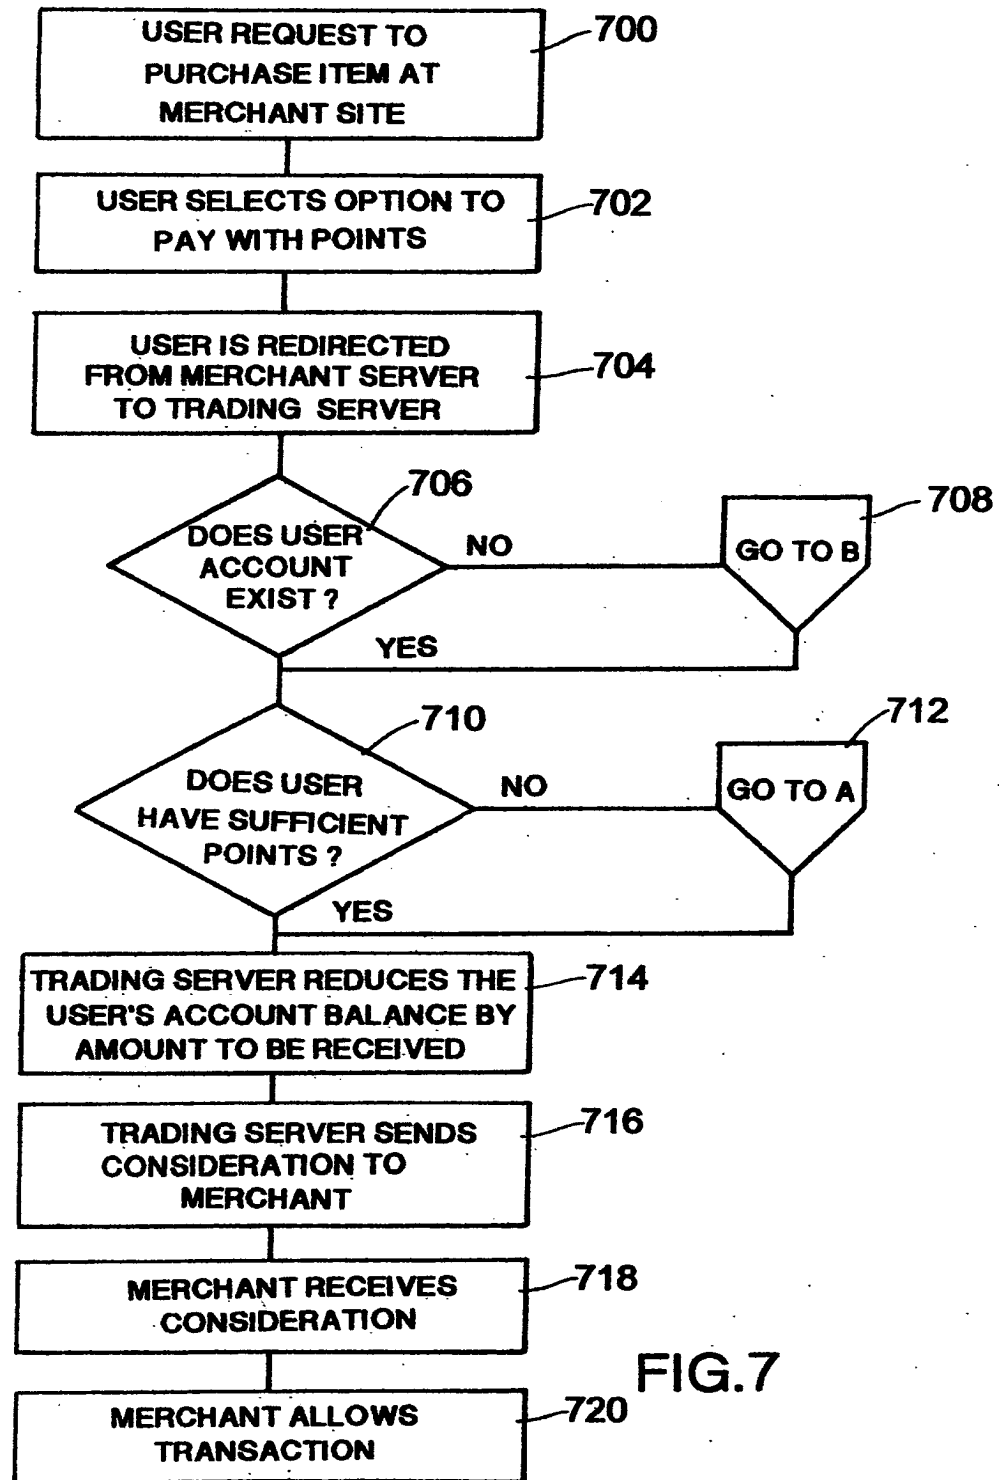 USER REQUEST TO
PURCHASE ITEM AT
MERCHANT SITE
700
USER SELECTS OPTION TO
PAY WITH POINTS
702
USER IS REDIRECTED
FROM MERCHANT SERVER
TO TRADING SERVER
704
706
DOES USER
ACCOUNT
EXIST ?
NO
708
GO TO B
YES
710
DOES USER
HAVE SUFFICIENT
POINTS ?
NO
712
GO TO A
YES
TRADING SERVER REDUCES THE
USER'S ACCOUNT BALANCE BY
AMOUNT TO BE RECEIVED
714
TRADING SERVER SENDS
CONSIDERATION TO
MERCHANT
716
MERCHANT RECEIVES
CONSIDERATION
718
MERCHANT ALLOWS
TRANSACTION
720
FIG.7